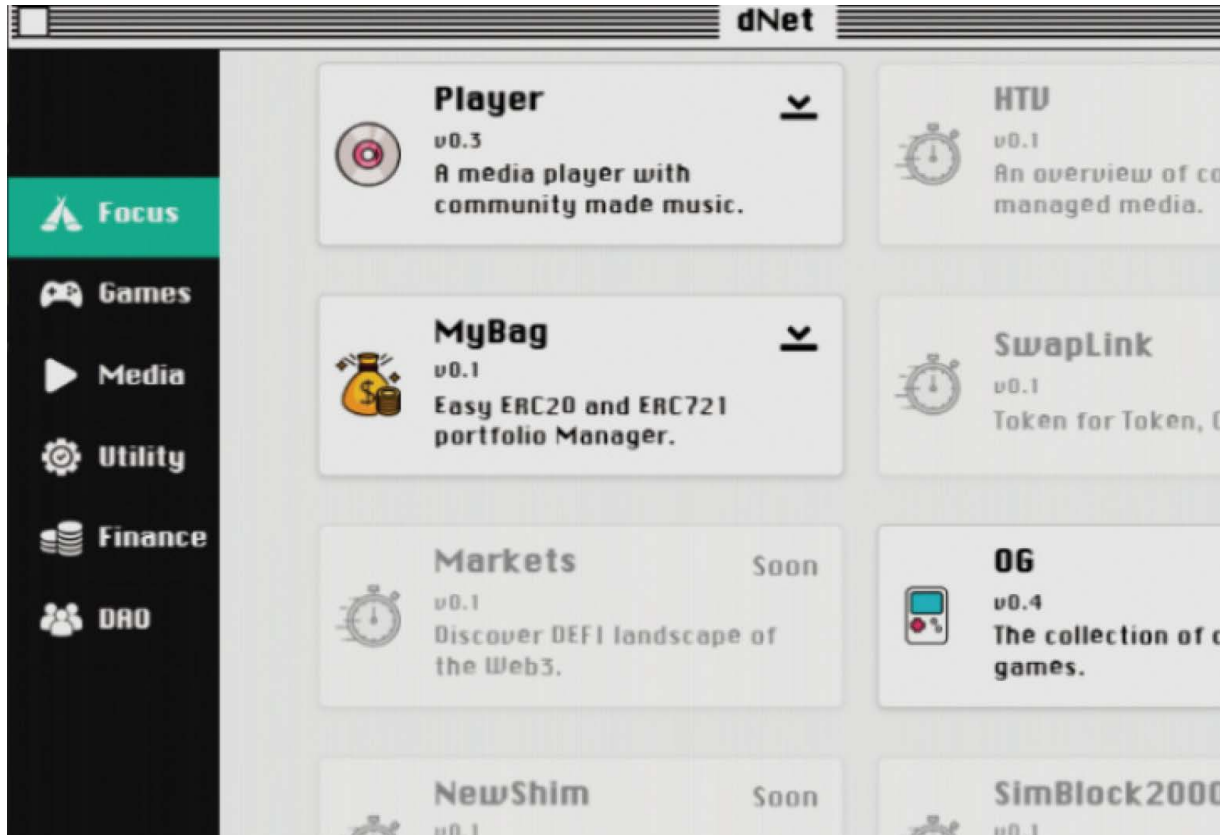 dNet
Focus
Games
Media
Utility
Finance
DAO
Player
v0.3
A media player with
community made music.
HTV
v0.1
An overview of
managed media.
MyBag
v0.1
Easy ERC20 and ERC721
portfolio Manager.
SwapLink
v0.1
Token for Token,
Markets
Soon
v0.1
Discover DEFI landscape of
the Web3.
OG
v0.4
The collection of
games.
NewShim
Soon
v0.1
SimBlock2000
v0.1